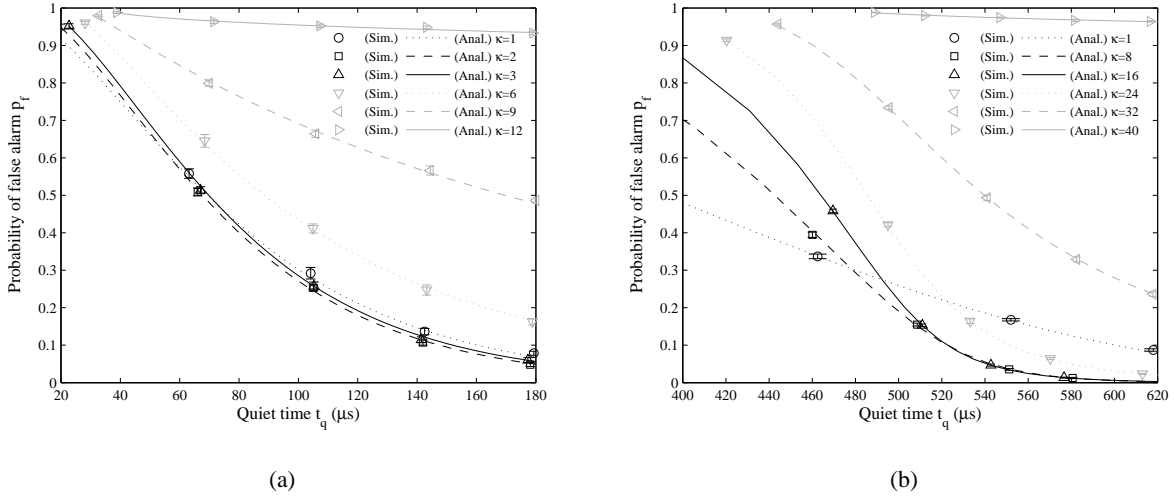 1
0.9
0.8
0.7
0.6
0.5
0.4
0.3
0.2
0.1
0
Probability of false alarm p_f
20 40 60 80 100 120 140 160 180
Quiet time t_q (μs)
(Sim.) (Anal.) κ=1
(Sim.) (Anal.) κ=2
(Sim.) (Anal.) κ=3
(Sim.) (Anal.) κ=6
(Sim.) (Anal.) κ=9
(Sim.) (Anal.) κ=12
(a)
1
0.9
0.8
0.7
0.6
0.5
0.4
0.3
0.2
0.1
0
Probability of false alarm p_f
400 420 440 460 480 500 520 540 560 580 600 620
Quiet time t_q (μs)
(Sim.) (Anal.) κ=1
(Sim.) (Anal.) κ=8
(Sim.) (Anal.) κ=16
(Sim.) (Anal.) κ=24
(Sim.) (Anal.) κ=32
(Sim.) (Anal.) κ=40
(b)